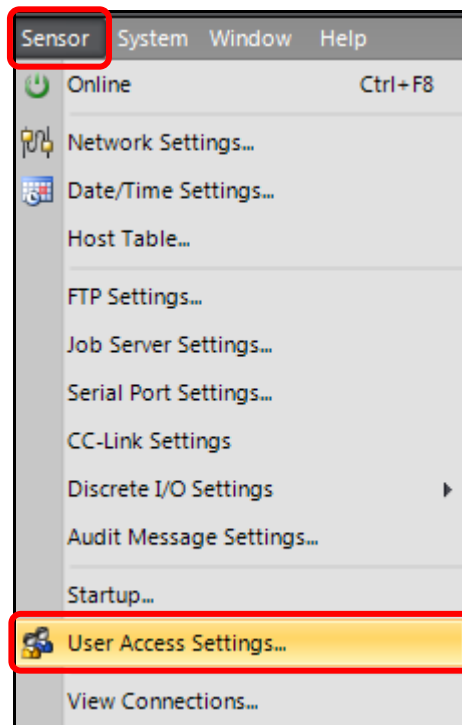 Sensor System Window Help
Online Ctrl+F8
Network Settings...
Date/Time Settings...
Host Table...
FTP Settings...
Job Server Settings...
Serial Port Settings...
CC-Link Settings
Discrete I/O Settings
Audit Message Settings...
Startup...
User Access Settings...
View Connections...